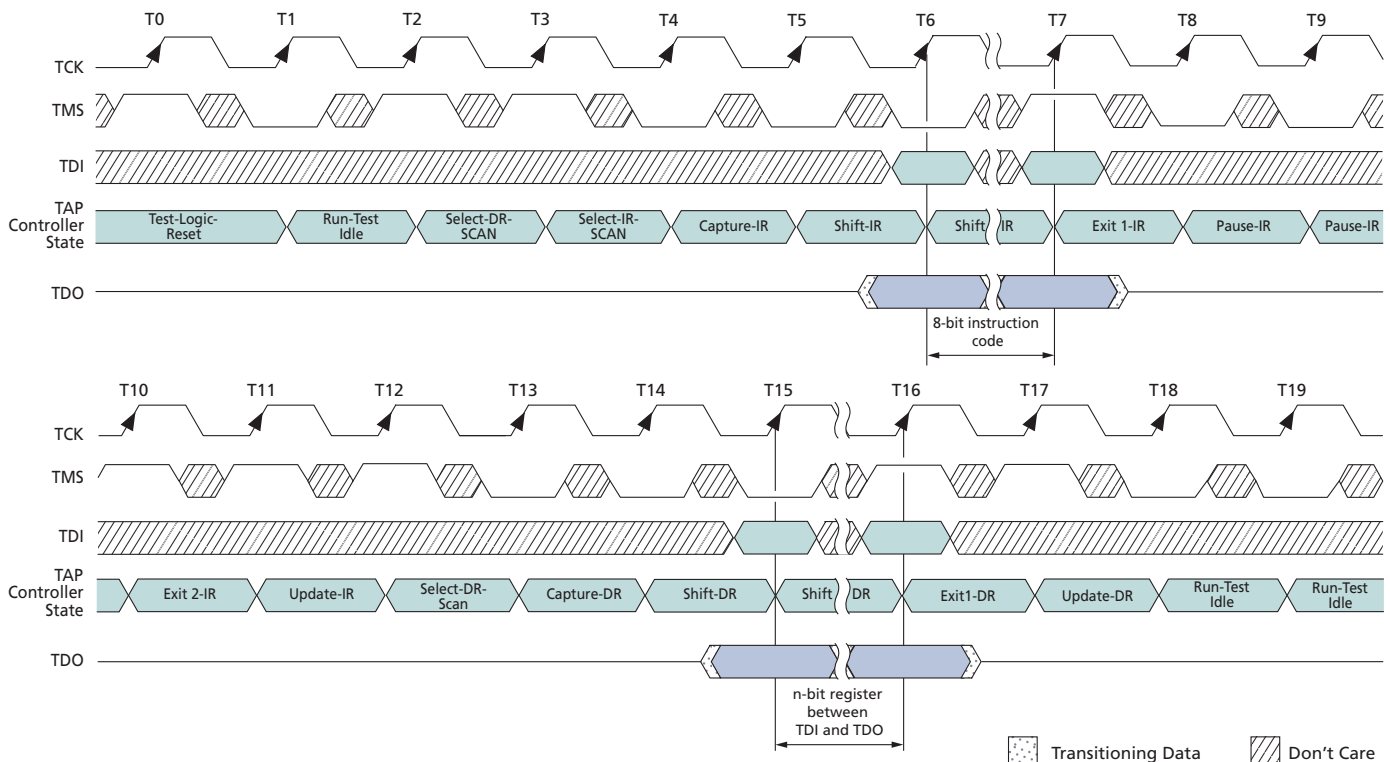 T0 T1 T2 T3 T4 T5 T6 T7 T8 T9
TCK
TMS
TDI
TAP
Controller
State
Test-Logic-
Reset
Run-Test
Idle
Select-DR-
SCAN
Select-IR-
SCAN
Capture-IR
Shift-IR
Shift IR
Exit 1-IR
Pause-IR
Pause-IR
TDO
8-bit instruction
code
T10 T11 T12 T13 T14 T15 T16 T17 T18 T19
TCK
TMS
TDI
TAP
Controller
State
Exit 2-IR
Update-IR
Select-DR-
Scan
Capture-DR
Shift-DR
Shift DR
Exit1-DR
Update-DR
Run-Test
Idle
Run-Test
Idle
TDO
n-bit register
between
TDI and TDO
Transitioning Data
Don't Care